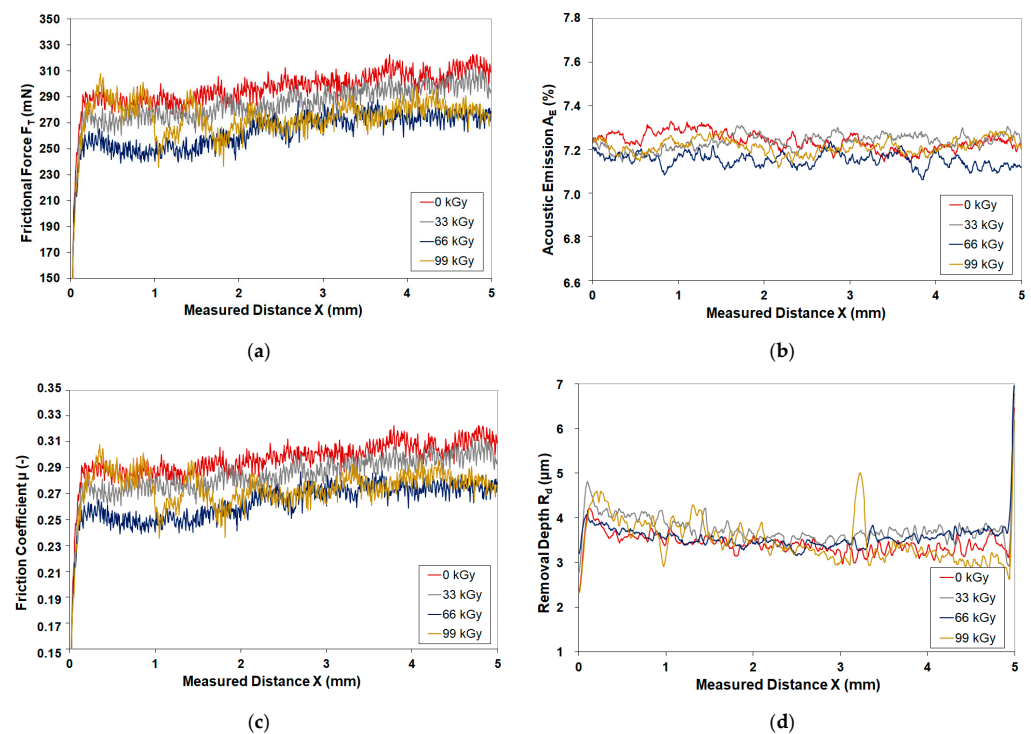 350
330
310
290
270
250
230
210
190
170
150
Frictional Force F_T (mN)
0 kGy
33 kGy
66 kGy
99 kGy
0 1 2 3 4 5
Measured Distance X (mm)
(a)
7.8
7.6
7.4
7.2
7.0
6.8
6.6
Acoustic Emission A_E (%)
0 kGy
33 kGy
66 kGy
99 kGy
0 1 2 3 4 5
Measured Distance X (mm)
(b)
0.35
0.33
0.31
0.29
0.27
0.25
0.23
0.21
0.19
0.17
0.15
Friction Coefficient μ (-)
0 kGy
33 kGy
66 kGy
99 kGy
0 1 2 3 4 5
Measured Distance X (mm)
(c)
7
6
5
4
3
2
1
Removal Depth R_d (μm)
0 kGy
33 kGy
66 kGy
99 kGy
0 1 2 3 4 5
Measured Distance X (mm)
(d)